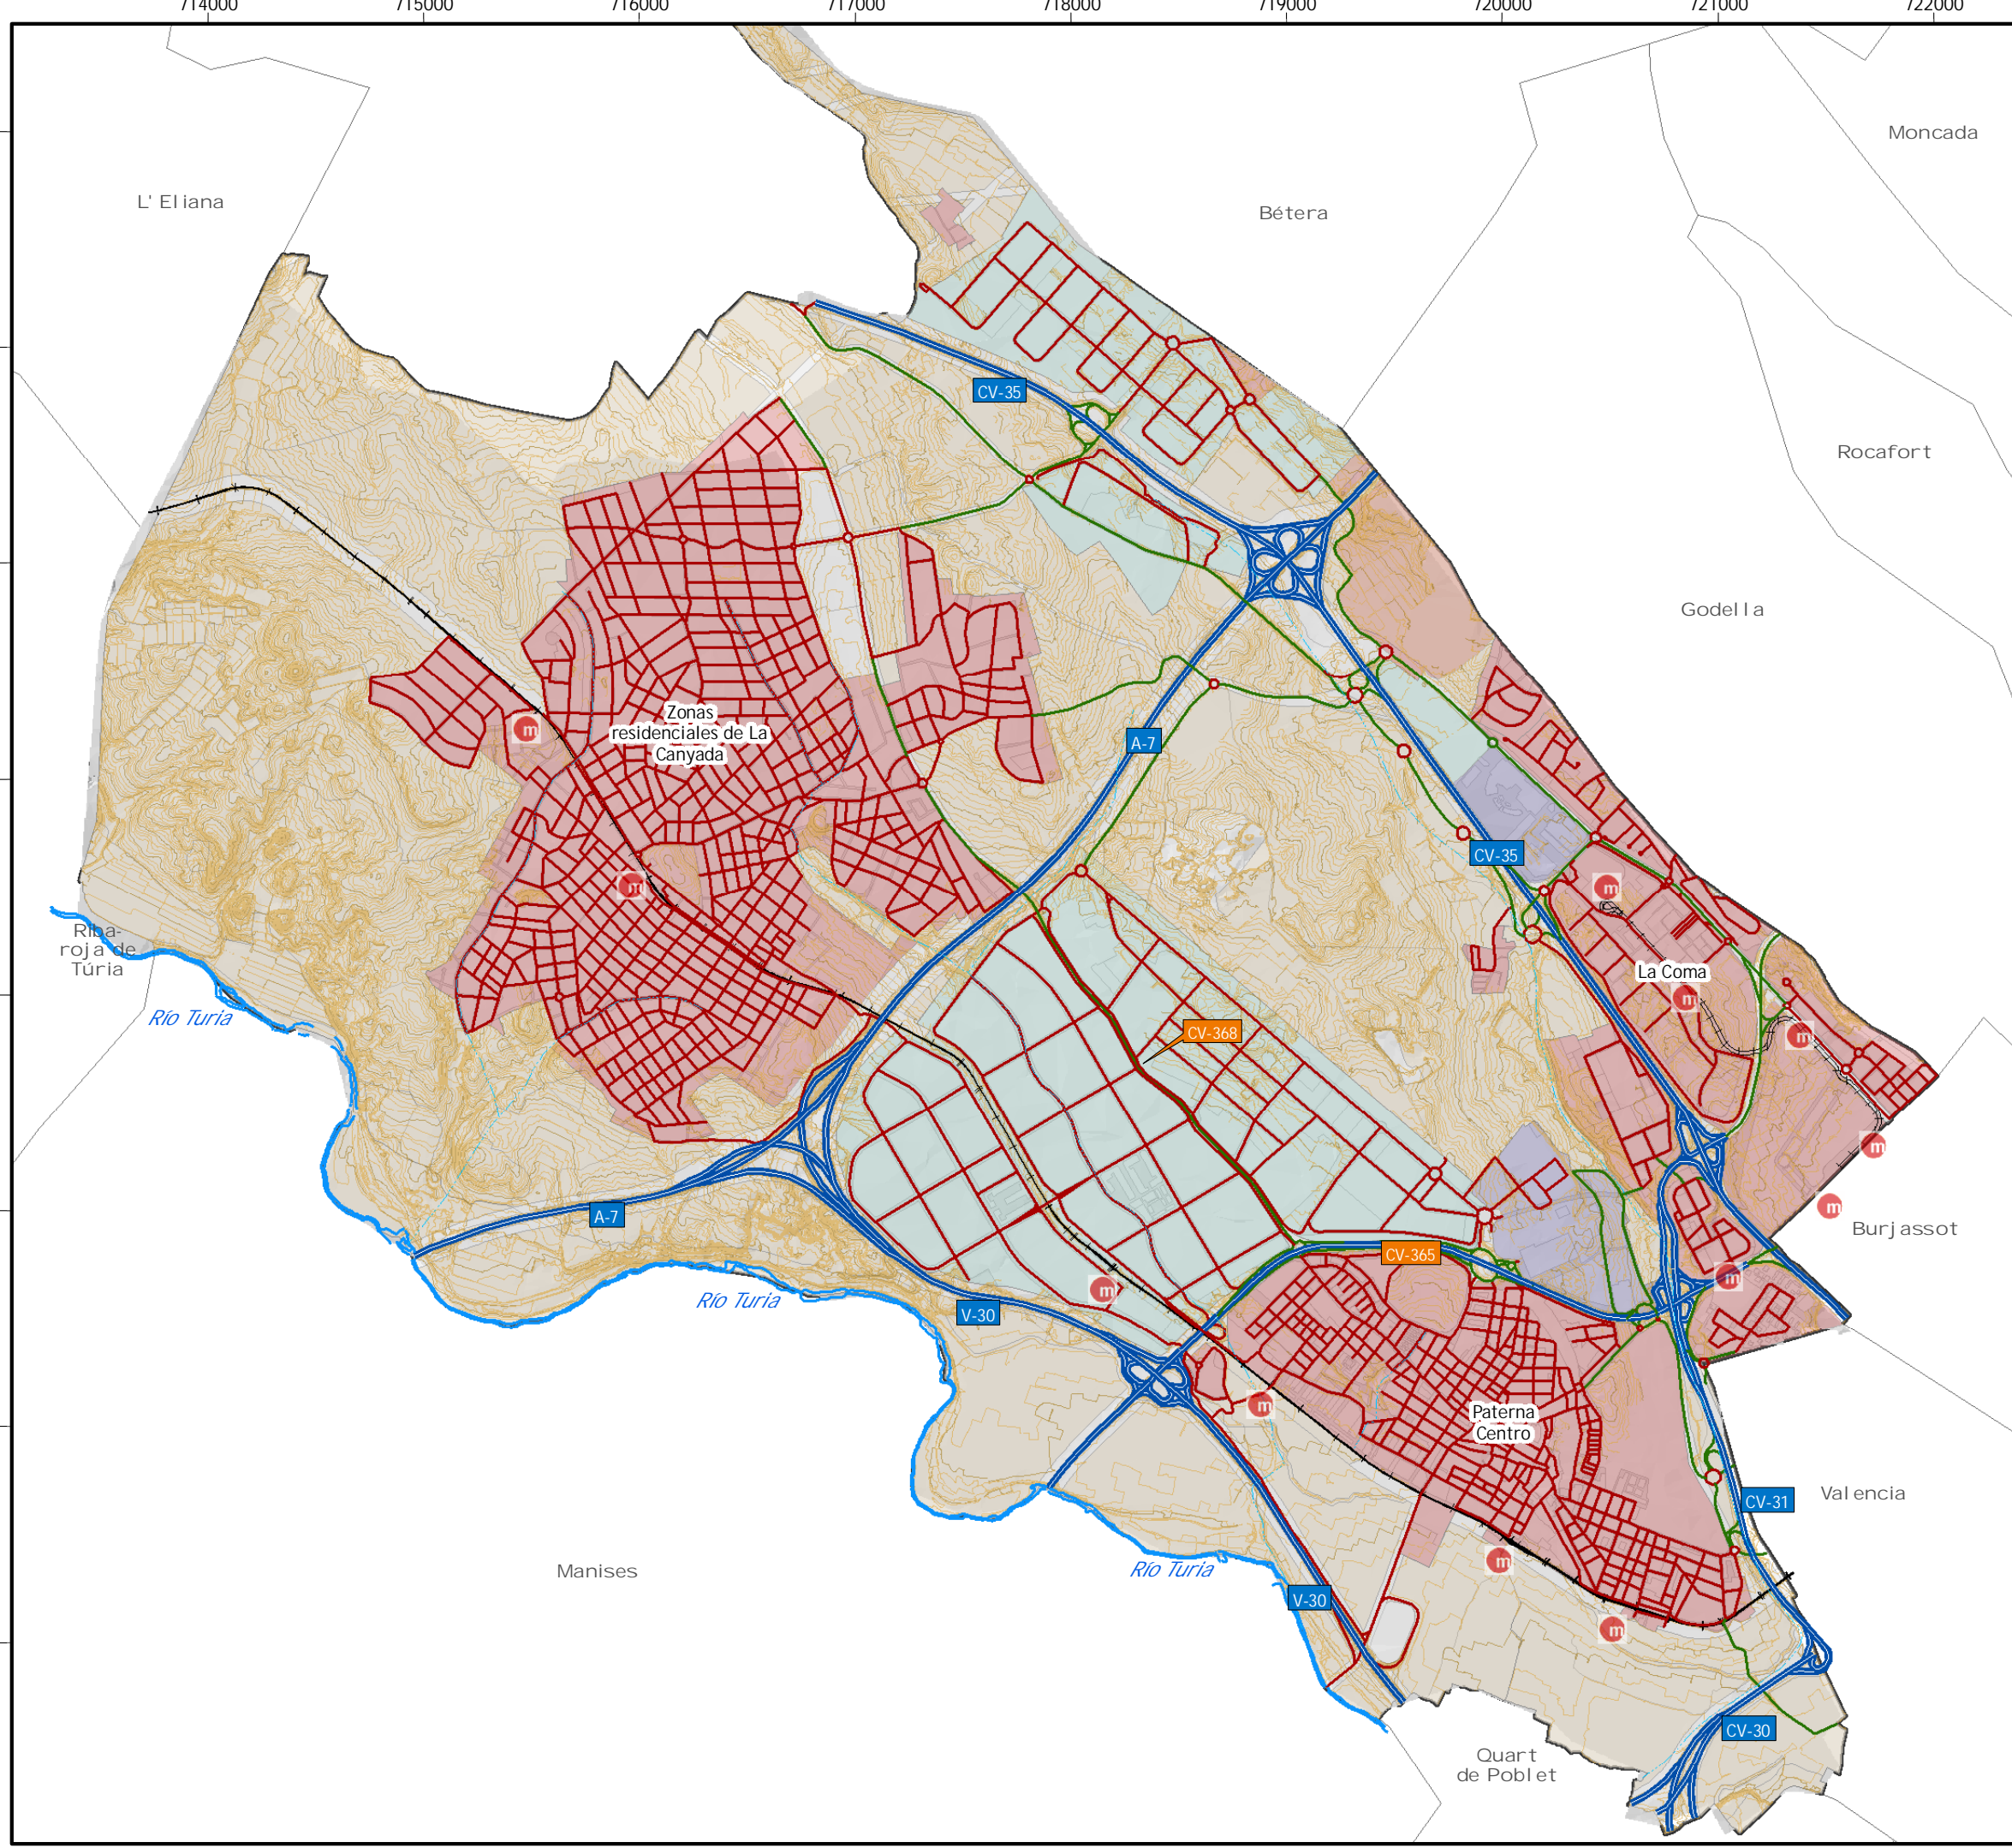 714000 715000 716000 717000 718000 719000 720000 721000 722000
Moncada
L' Eliana
Bétera
CV-35
Rocafort
Godella
Zonas
residenciales de La
Canyada
m
A-7
CV-35
m
m
Riba-
roja de
Túria
La Coma
m
Río Turia
CV-368
m
m
m
A-7
Burjassot
CV-365
m
m
Río Turia
V-30
m
Paterna
Centro
Valencia
CV-31
m
Manises
Río Turia
V-30
m
CV-30
Quart
de Poblet